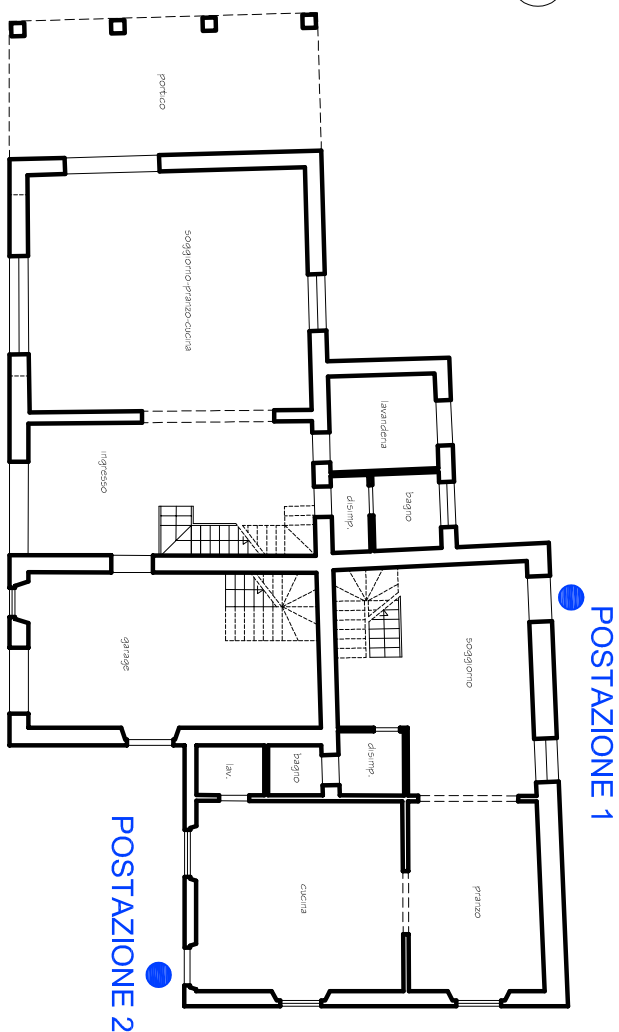 portico
soggiorno-pranzo-cucina
lavanderia
ingresso
disimp.
bagno
POSTAZIONE 1
soggiorno
garage
disimp.
bagno
lav.
POSTAZIONE 2
cucina
pranzo